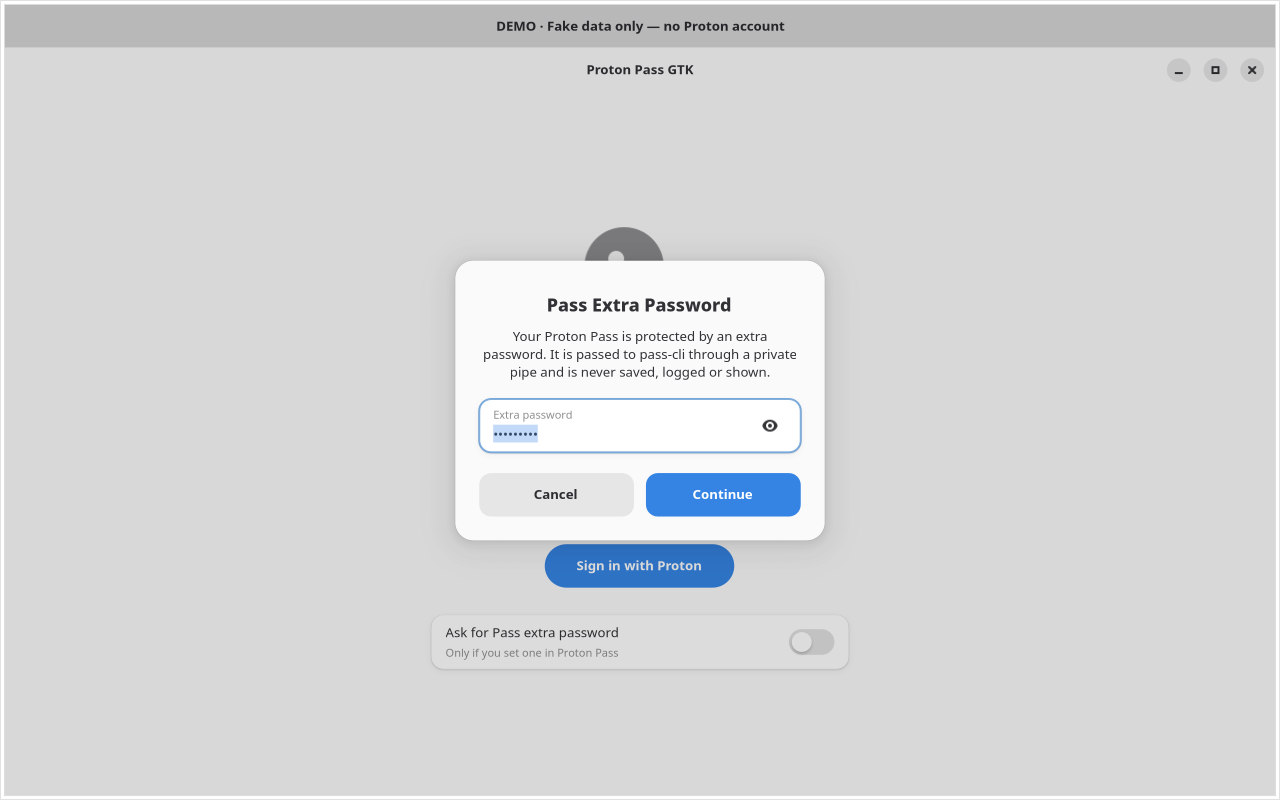 DEMO · Fake data only — no Proton account
Proton Pass GTK
Pass Extra Password
Your Proton Pass is protected by an extra
password. It is passed to pass-cli through a private
pipe and is never saved, logged or shown.
Extra password
•••••••••
Cancel
Continue
Sign in with Proton
Ask for Pass extra password
Only if you set one in Proton Pass